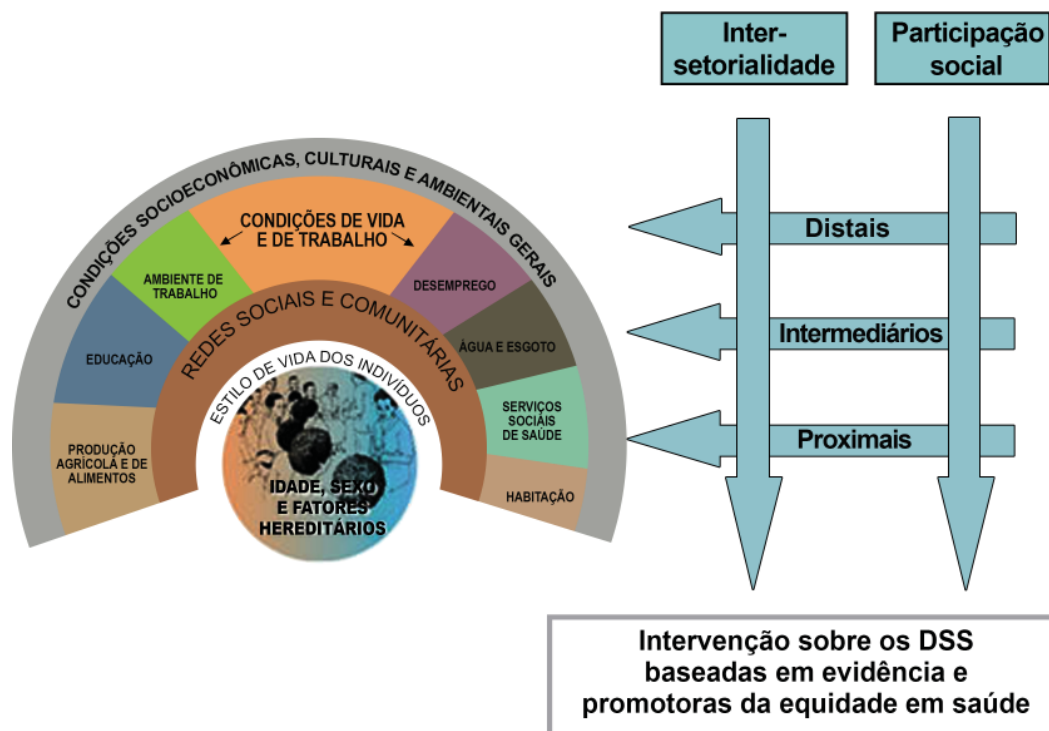 Inter-
setorialidade
Participação
social
CONDIÇÕES SOCIOECONÔMICAS, CULTURAIS E AMBIENTAIS GERAIS
CONDIÇÕES DE VIDA
E DE TRABALHO
AMBIENTE DE
TRABALHO
DESEMPREGO
EDUCAÇÃO
ÁGUA E ESGOTO
PRODUÇÃO
AGRÍCOLA E DE
ALIMENTOS
SERVIÇOS
SOCIAIS
DE SAÚDE
HABITAÇÃO
REDES SOCIAIS E COMUNITÁRIAS
ESTILO DE VIDA DOS INDIVÍDUOS
IDADE, SEXO
E FATORES
HEREDITÁRIOS
Distais
Intermediários
Proximais
Intervenção sobre os DSS
baseadas em evidência e
promotoras da equidade em saúde